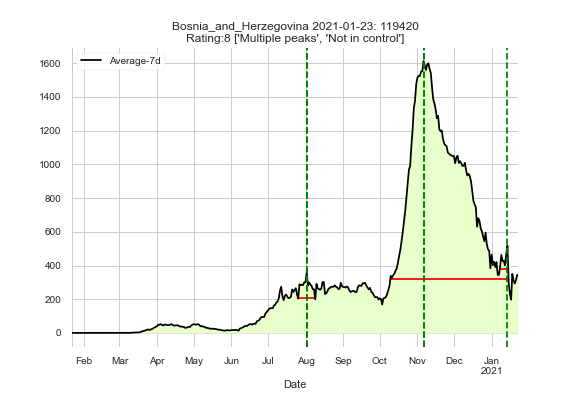 Bosnia_and_Herzegovina 2021-01-23: 119420
Rating:8 ['Multiple peaks', 'Not in control']
Average-7d
1600
1400
1200
1000
800
600
400
200
0
Feb Mar Apr May Jun Jul Aug Sep Oct Nov Dec Jan
2021
Date